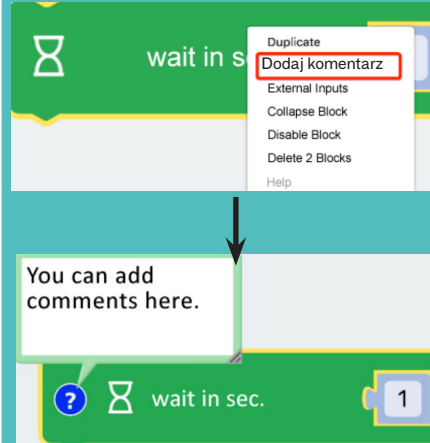 Duplicate
wait in s
Dodaj komentarz
External Inputs
Collapse Block
Disable Block
Delete 2 Blocks
Help
You can add
comments here.
?
wait in sec.
1